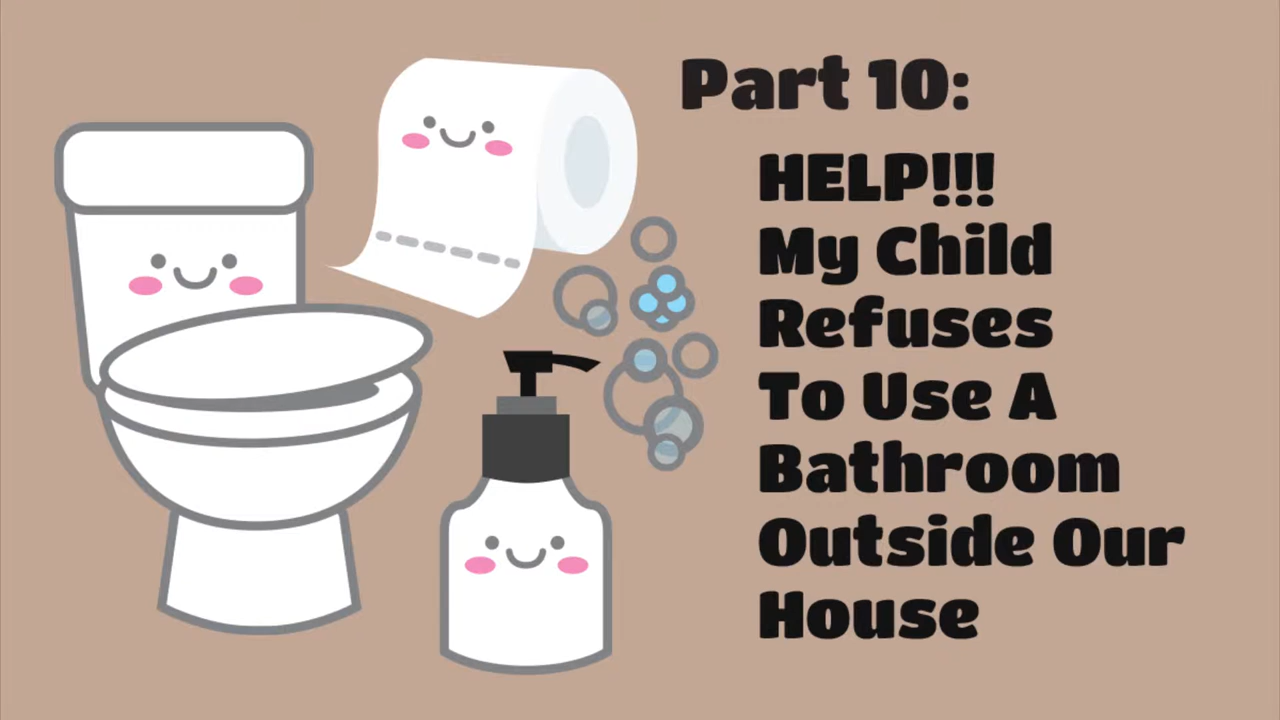 Part 10:
HELP!!!
My Child
Refuses
To Use A
Bathroom
Outside Our
House